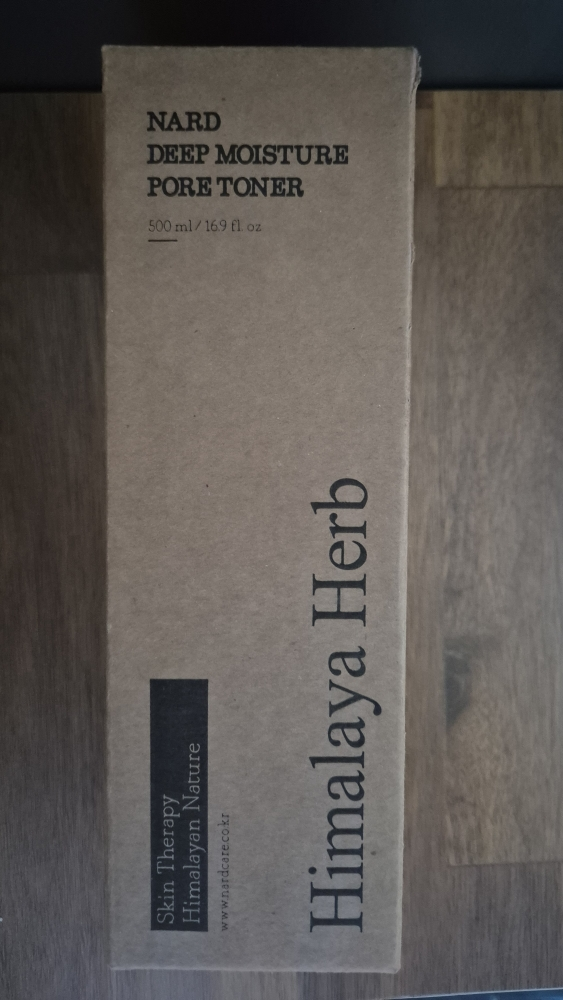 NARD
DEEP MOISTURE
PORE TONER
500 ml / 16.9 fl. oz
Himalaya Herb
Skin Therapy
Himalayan Nature
www.nardcare.co.kr